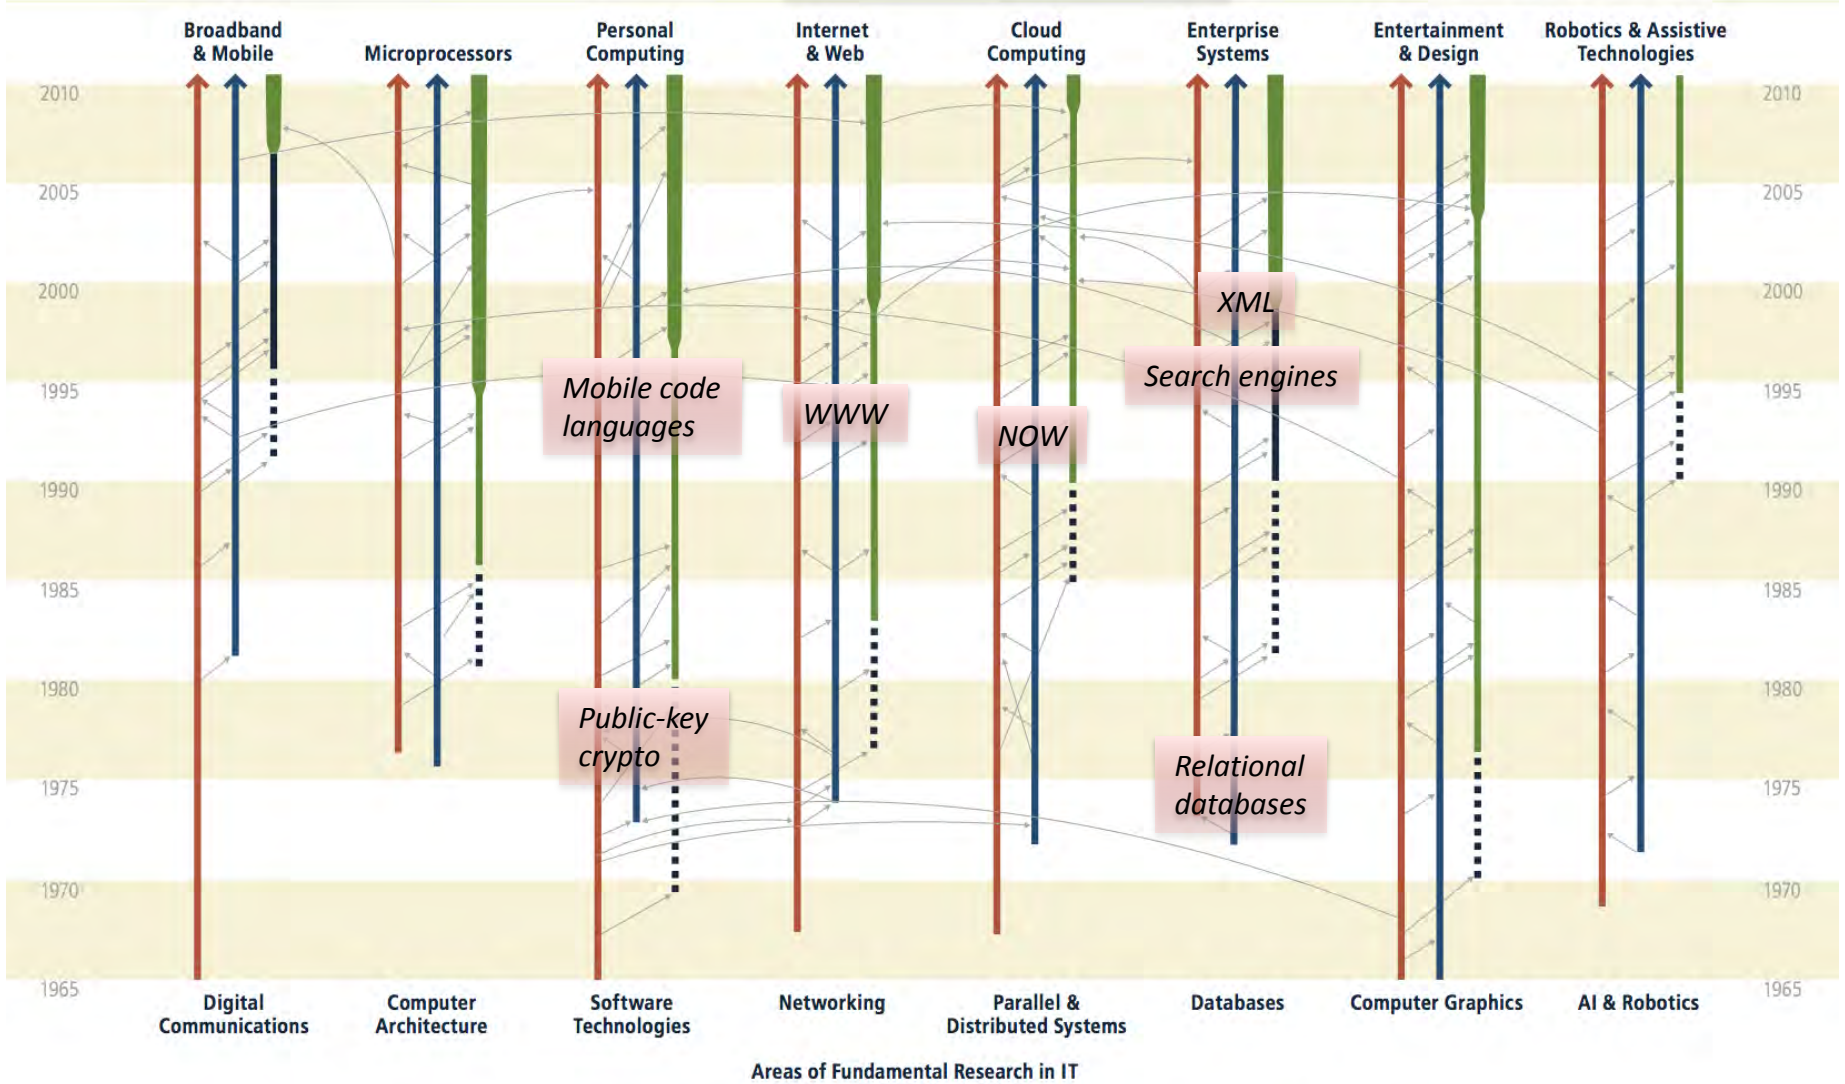 Broadband
& Mobile
Microprocessors
Personal
Computing
Internet
& Web
Cloud
Computing
Enterprise
Systems
Entertainment
& Design
Robotics & Assistive
Technologies
2010
2010
2005
2005
2000
2000
XML
1995
1995
Mobile code
languages
WWW
NOW
Search engines
1990
1990
1985
1985
1980
1980
Public-key
crypto
Relational
databases
1975
1975
1970
1970
1965
1965
Digital
Communications
Computer
Architecture
Software
Technologies
Networking
Parallel &
Distributed Systems
Databases
Computer Graphics
AI & Robotics
Areas of Fundamental Research in IT